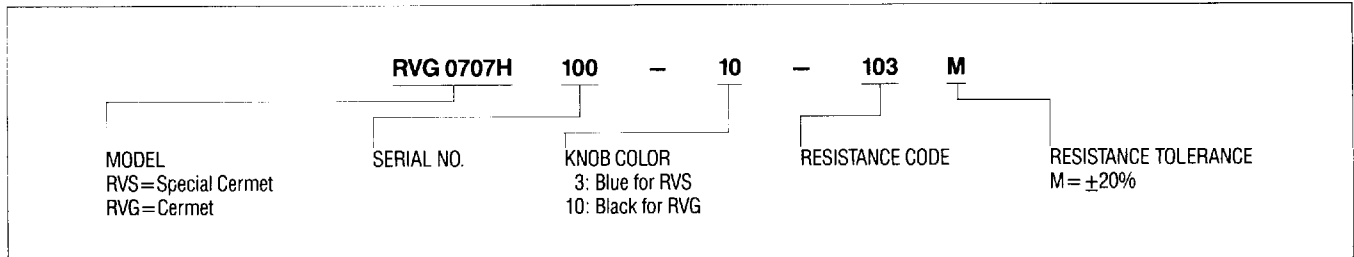 RVG 0707H 100 – 10 – 103 M
MODEL
RVS=Special Cermet
RVG=Cermet
SERIAL NO.
KNOB COLOR
3: Blue for RVS
10: Black for RVG
RESISTANCE CODE
RESISTANCE TOLERANCE
M=±20%